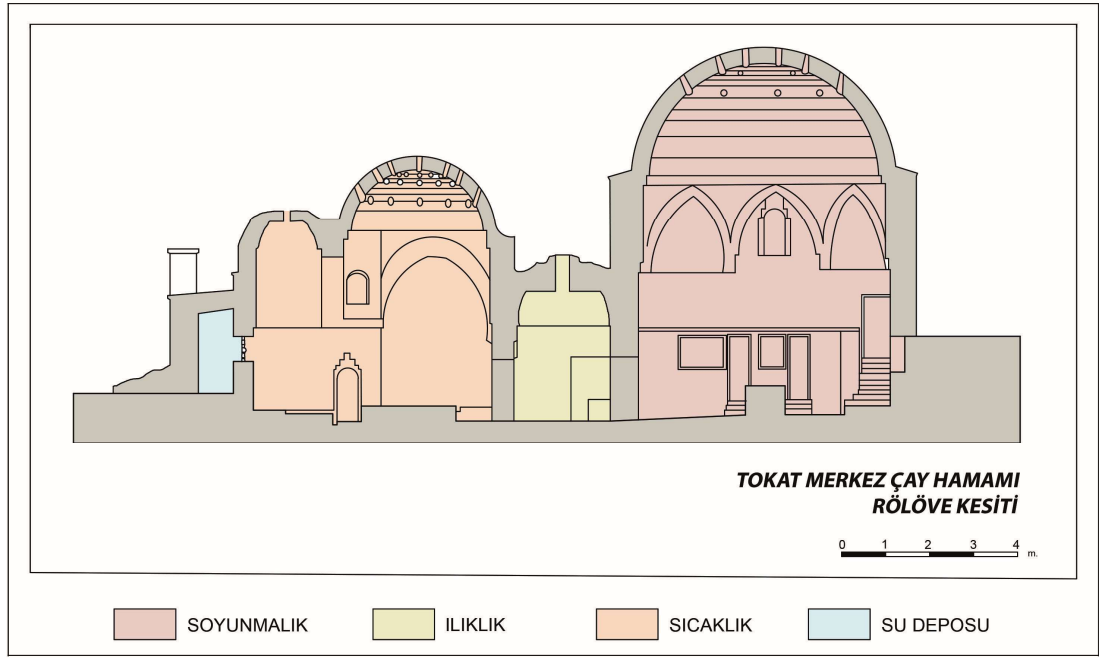 TOKAT MERKEZ ÇAY HAMAMI
RÖLÖVE KESİTİ
0 1 2 3 4
m.
SOYUNMALIK ILIKLIK SICAKLIK SU DEPOSU